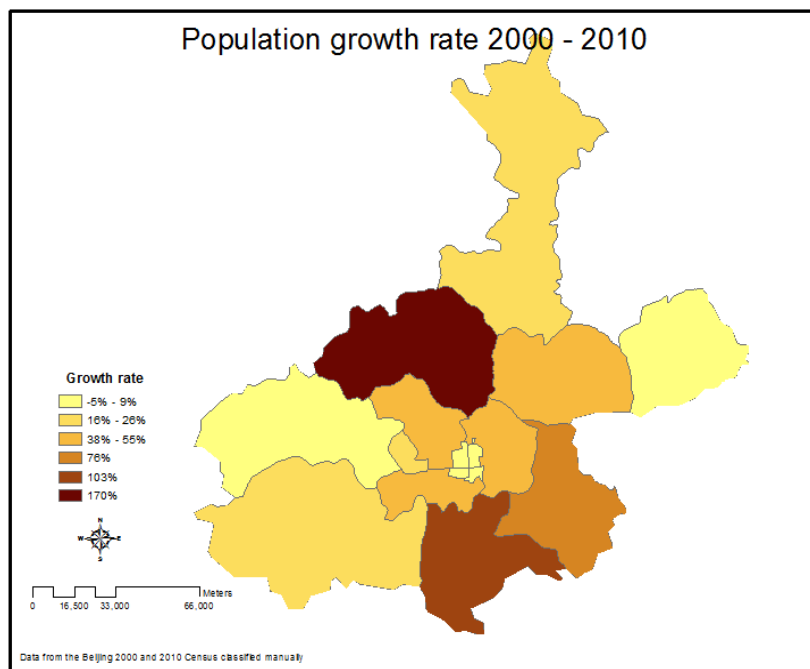 Population growth rate 2000 - 2010
Growth rate
-5% - 9%
16% - 26%
38% - 55%
76%
103%
170%
N
W E
S
Meters
0 16,500 33,000 66,000
Data from the Beijing 2000 and 2010 Census classified manually